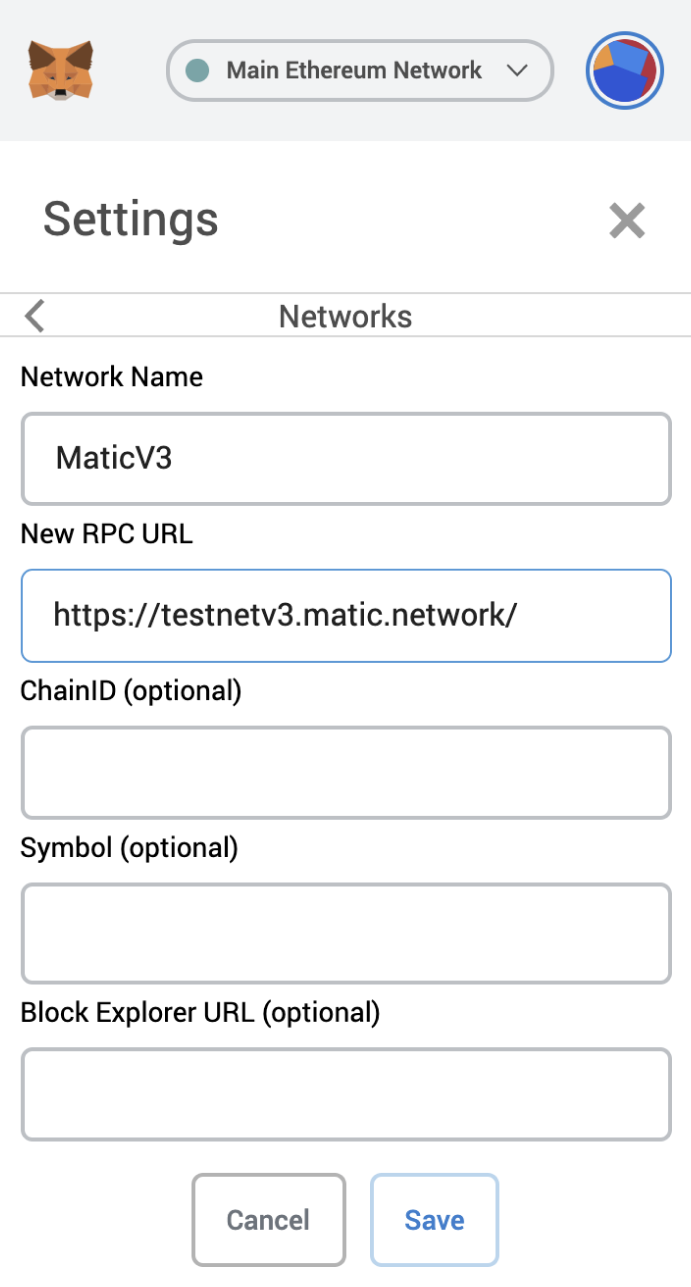 Main Ethereum Network
Settings
Networks
Network Name
MaticV3
New RPC URL
https://testnetv3.matic.network/
ChainID (optional)
Symbol (optional)
Block Explorer URL (optional)
Cancel
Save